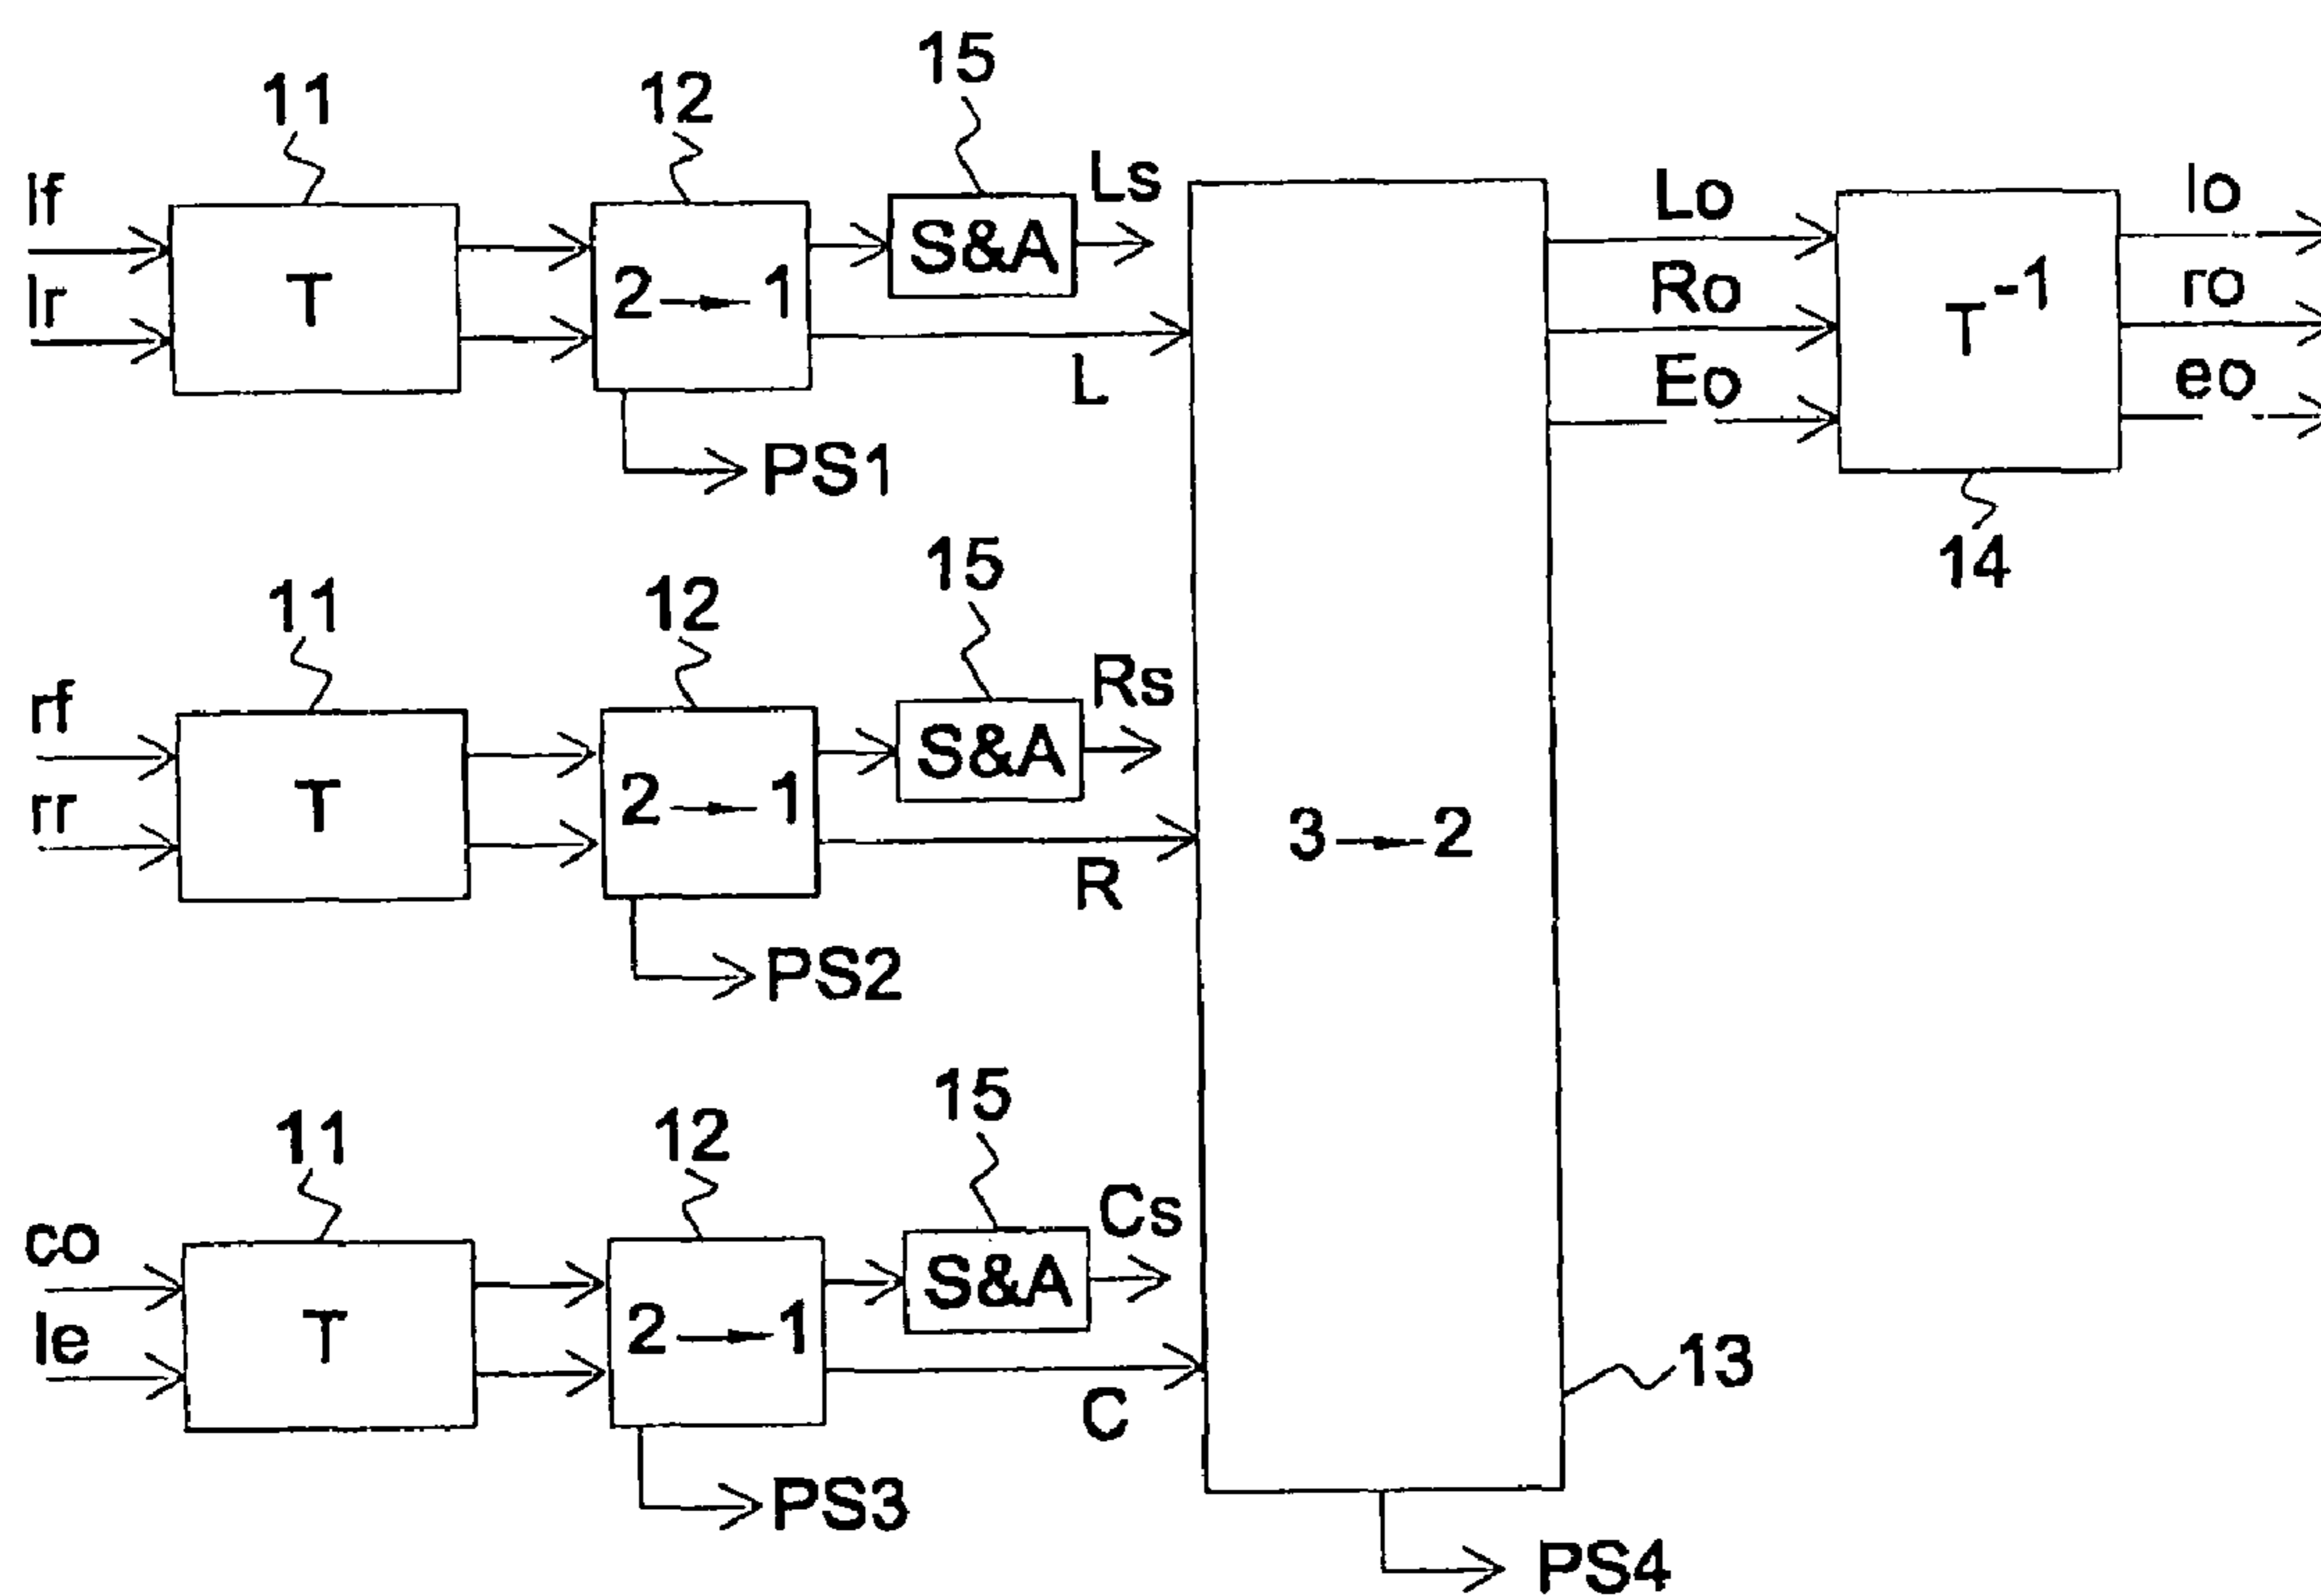 11
12
15
lf
lr
T
2 → 1
S&A
Ls
L
PS1
Lo
Ro
Eo
T-1
lo
ro
eo
14
11
12
15
rf
rr
T
2 → 1
S&A
Rs
R
PS2
3 → 2
11
12
15
co
le
T
2 → 1
S&A
Cs
C
PS3
13
PS4